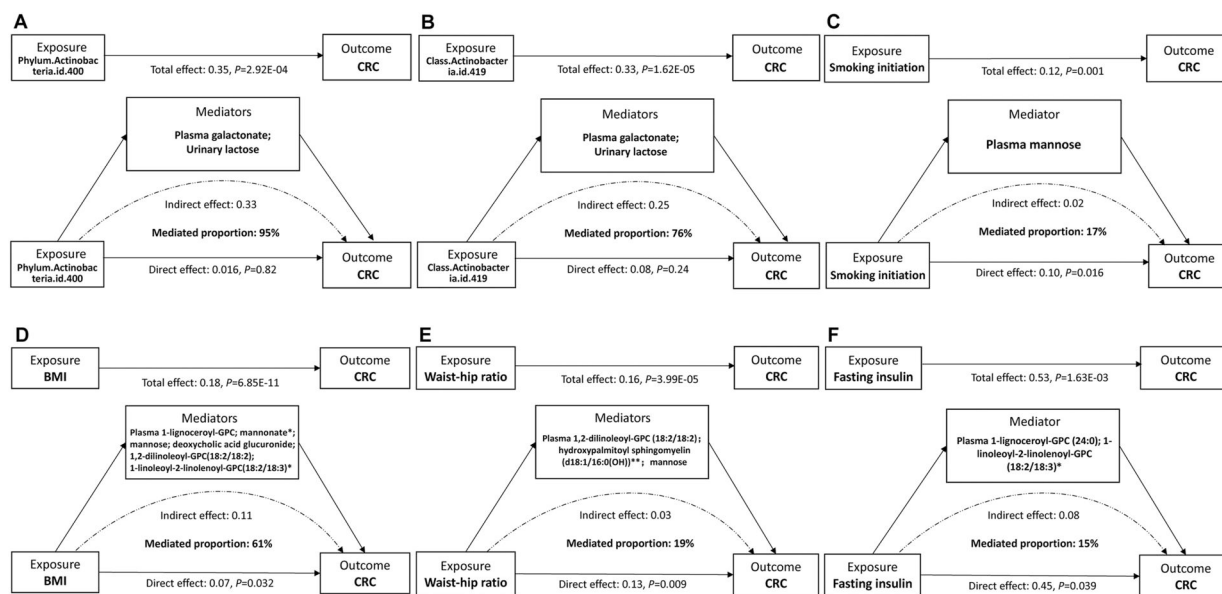 A
Exposure
Phylum.Actinobac
teria.id.400
Total effect: 0.35, P=2.92E-04
Outcome
CRC
Mediators
Plasma galactonate;
Urinary lactose
Indirect effect: 0.33
Mediated proportion: 95%
Exposure
Phylum.Actinobac
teria.id.400
Direct effect: 0.016, P=0.82
Outcome
CRC
B
Exposure
Class.Actinobacter
ia.id.419
Total effect: 0.33, P=1.62E-05
Outcome
CRC
Mediators
Plasma galactonate;
Urinary lactose
Indirect effect: 0.25
Mediated proportion: 76%
Exposure
Class.Actinobacter
ia.id.419
Direct effect: 0.08, P=0.24
Outcome
CRC
C
Exposure
Smoking initiation
Total effect: 0.12, P=0.001
Outcome
CRC
Mediator
Plasma mannose
Indirect effect: 0.02
Mediated proportion: 17%
Exposure
Smoking initiation
Direct effect: 0.10, P=0.016
Outcome
CRC
D
Exposure
BMI
Total effect: 0.18, P=6.85E-11
Outcome
CRC
Mediators
Plasma 1-lignoceroyl-GPC; mannonate*;
mannose; deoxycholic acid glucuronide;
1,2-dilinoleoyl-GPC(18:2/18:2);
1-linoleoyl-2-linolenoyl-GPC(18:2/18:3)*
Indirect effect: 0.11
Mediated proportion: 61%
Exposure
BMI
Direct effect: 0.07, P=0.032
Outcome
CRC
E
Exposure
Waist-hip ratio
Total effect: 0.16, P=3.99E-05
Outcome
CRC
Mediators
Plasma 1,2-dilinoleoyl-GPC (18:2/18:2);
hydroxypalmitoyl sphingomyelin
(d18:1/16:0(OH))**; mannose
Indirect effect: 0.03
Mediated proportion: 19%
Exposure
Waist-hip ratio
Direct effect: 0.13, P=0.009
Outcome
CRC
F
Exposure
Fasting insulin
Total effect: 0.53, P=1.63E-03
Outcome
CRC
Mediator
Plasma 1-lignoceroyl-GPC (24:0); 1-
linoleoyl-2-linolenoyl-GPC
(18:2/18:3)*
Indirect effect: 0.08
Mediated proportion: 15%
Exposure
Fasting insulin
Direct effect: 0.45, P=0.039
Outcome
CRC